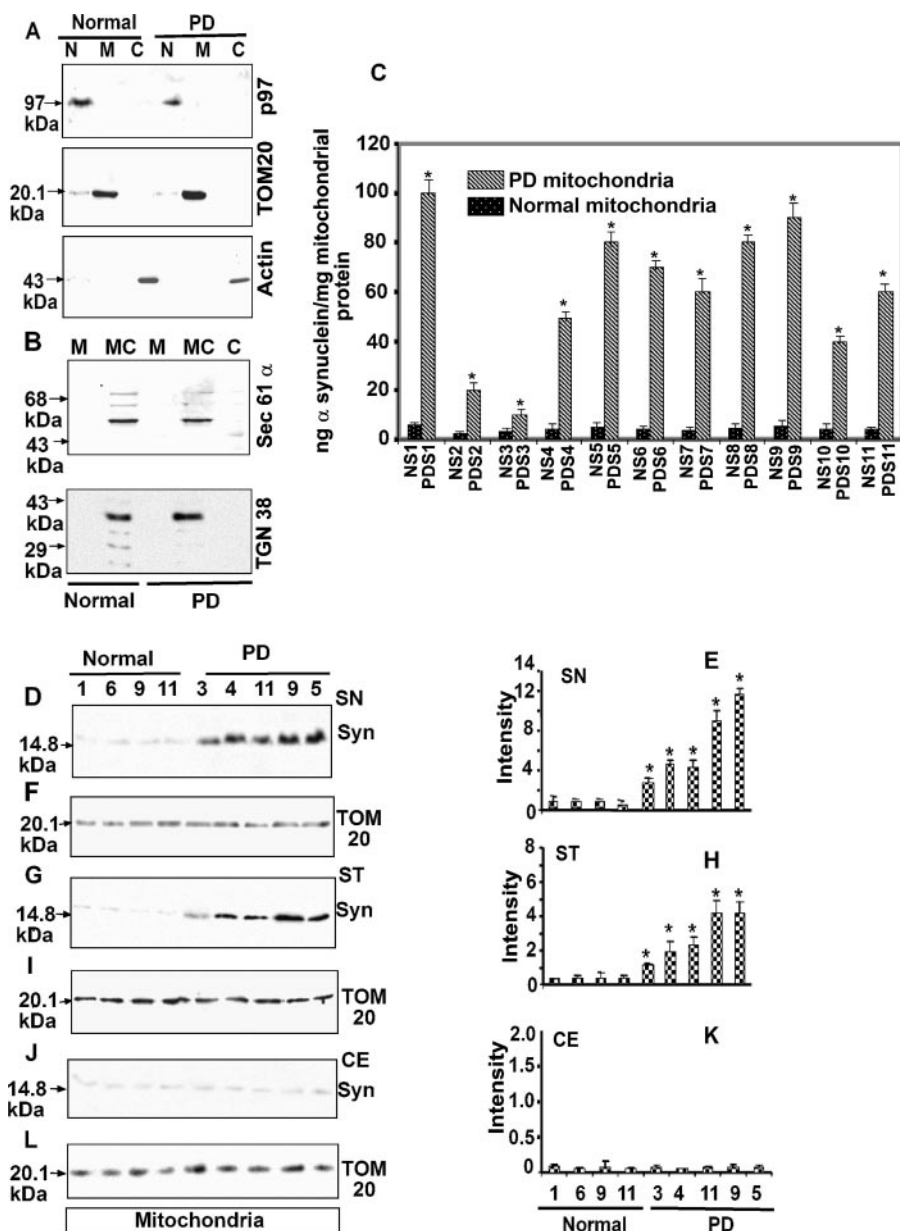 Normal PD
A N M C N M C
97
kDa
p97
20.1
kDa
TOM20
43
kDa
Actin
B M MC M MC C
68
kDa
43
kDa
Sec 61 α
43
kDa
29
kDa
TGN 38
Normal PD
C
ng α synuclein/mg mitochondrial
protein
120
100
80
60
40
20
0
PD mitochondria
Normal mitochondria
* * * * * * * * * * *
NS1 PDS1 NS2 PDS2 NS3 PDS3 NS4 PDS4 NS5 PDS5 NS6 PDS6 NS7 PDS7 NS8 PDS8 NS9 PDS9 NS10 PDS10 NS11 PDS11
Normal PD
1 6 9 11 3 4 11 9 5
D SN
14.8
kDa
Syn
F
20.1
kDa
TOM
20
G ST
14.8
kDa
Syn
I
20.1
kDa
TOM
20
J CE
14.8
kDa
Syn
L
20.1
kDa
TOM
20
Mitochondria
E
SN
Intensity
14
12
8
4
0
* * * * *
H
ST
Intensity
8
6
4
2
0
* * * * *
K
CE
Intensity
2.0
1.5
1.0
0.5
0.0
1 6 9 11 3 4 11 9 5
Normal PD